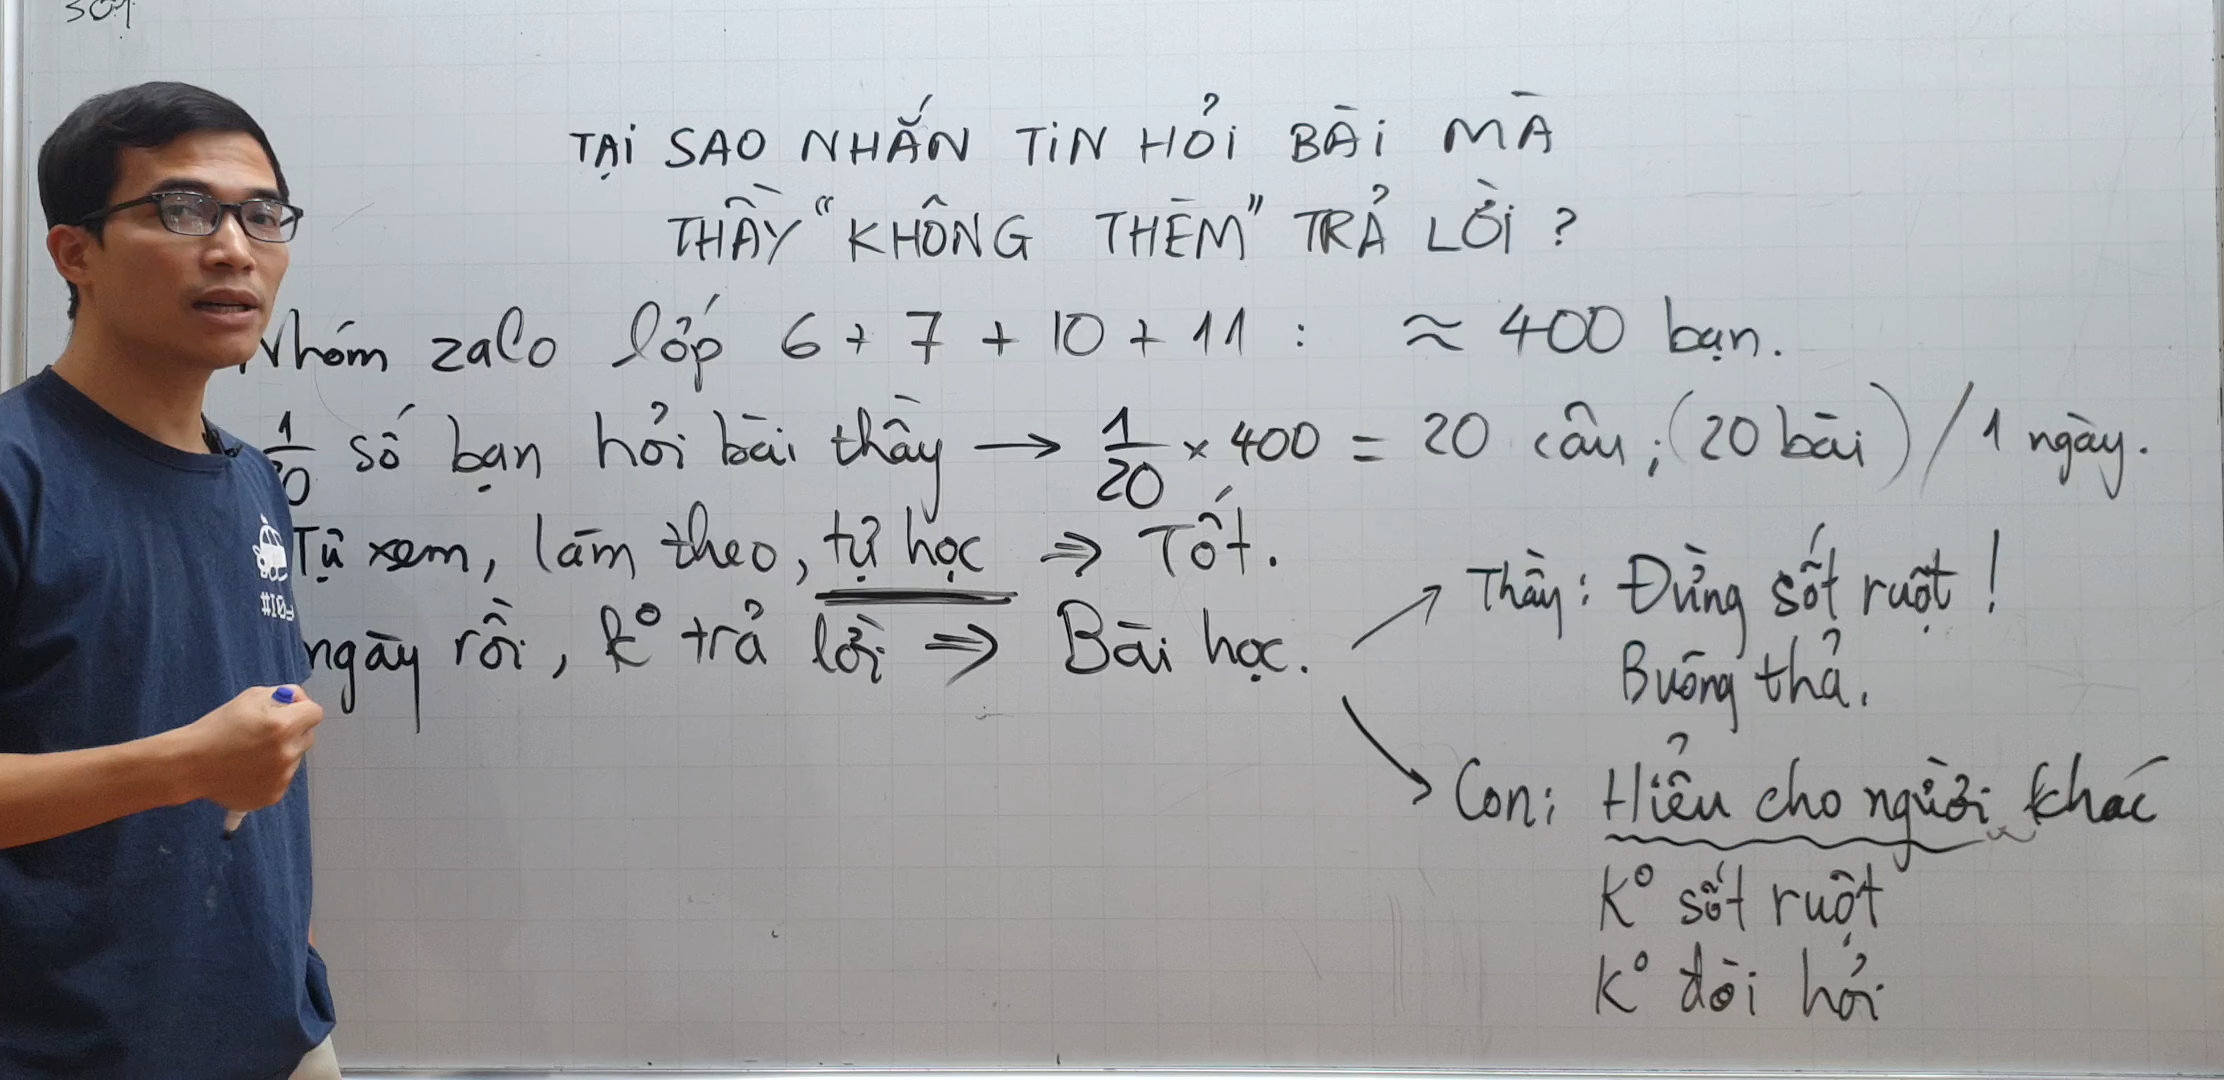 TẠI SAO NHẮN TIN HỎI BÀI MÀ
THẦY "KHÔNG THÈM" TRẢ LỜI ?
Nhóm zalo lớp 6 + 7 + 10 + 11 : ≈ 400 bạn.
số bạn hỏi bài thầy → 1/20 × 400 = 20 câu ; (20 bài) / 1 ngày.
Tự xem, làm theo, tự học ⇒ Tốt.
ngày rồi, k° trả lời ⇒ Bài học.
Thầy: Đừng sốt ruột !
Buông thả.
Con: Hiểu cho người khác
K° sốt ruột
K° đòi hỏi